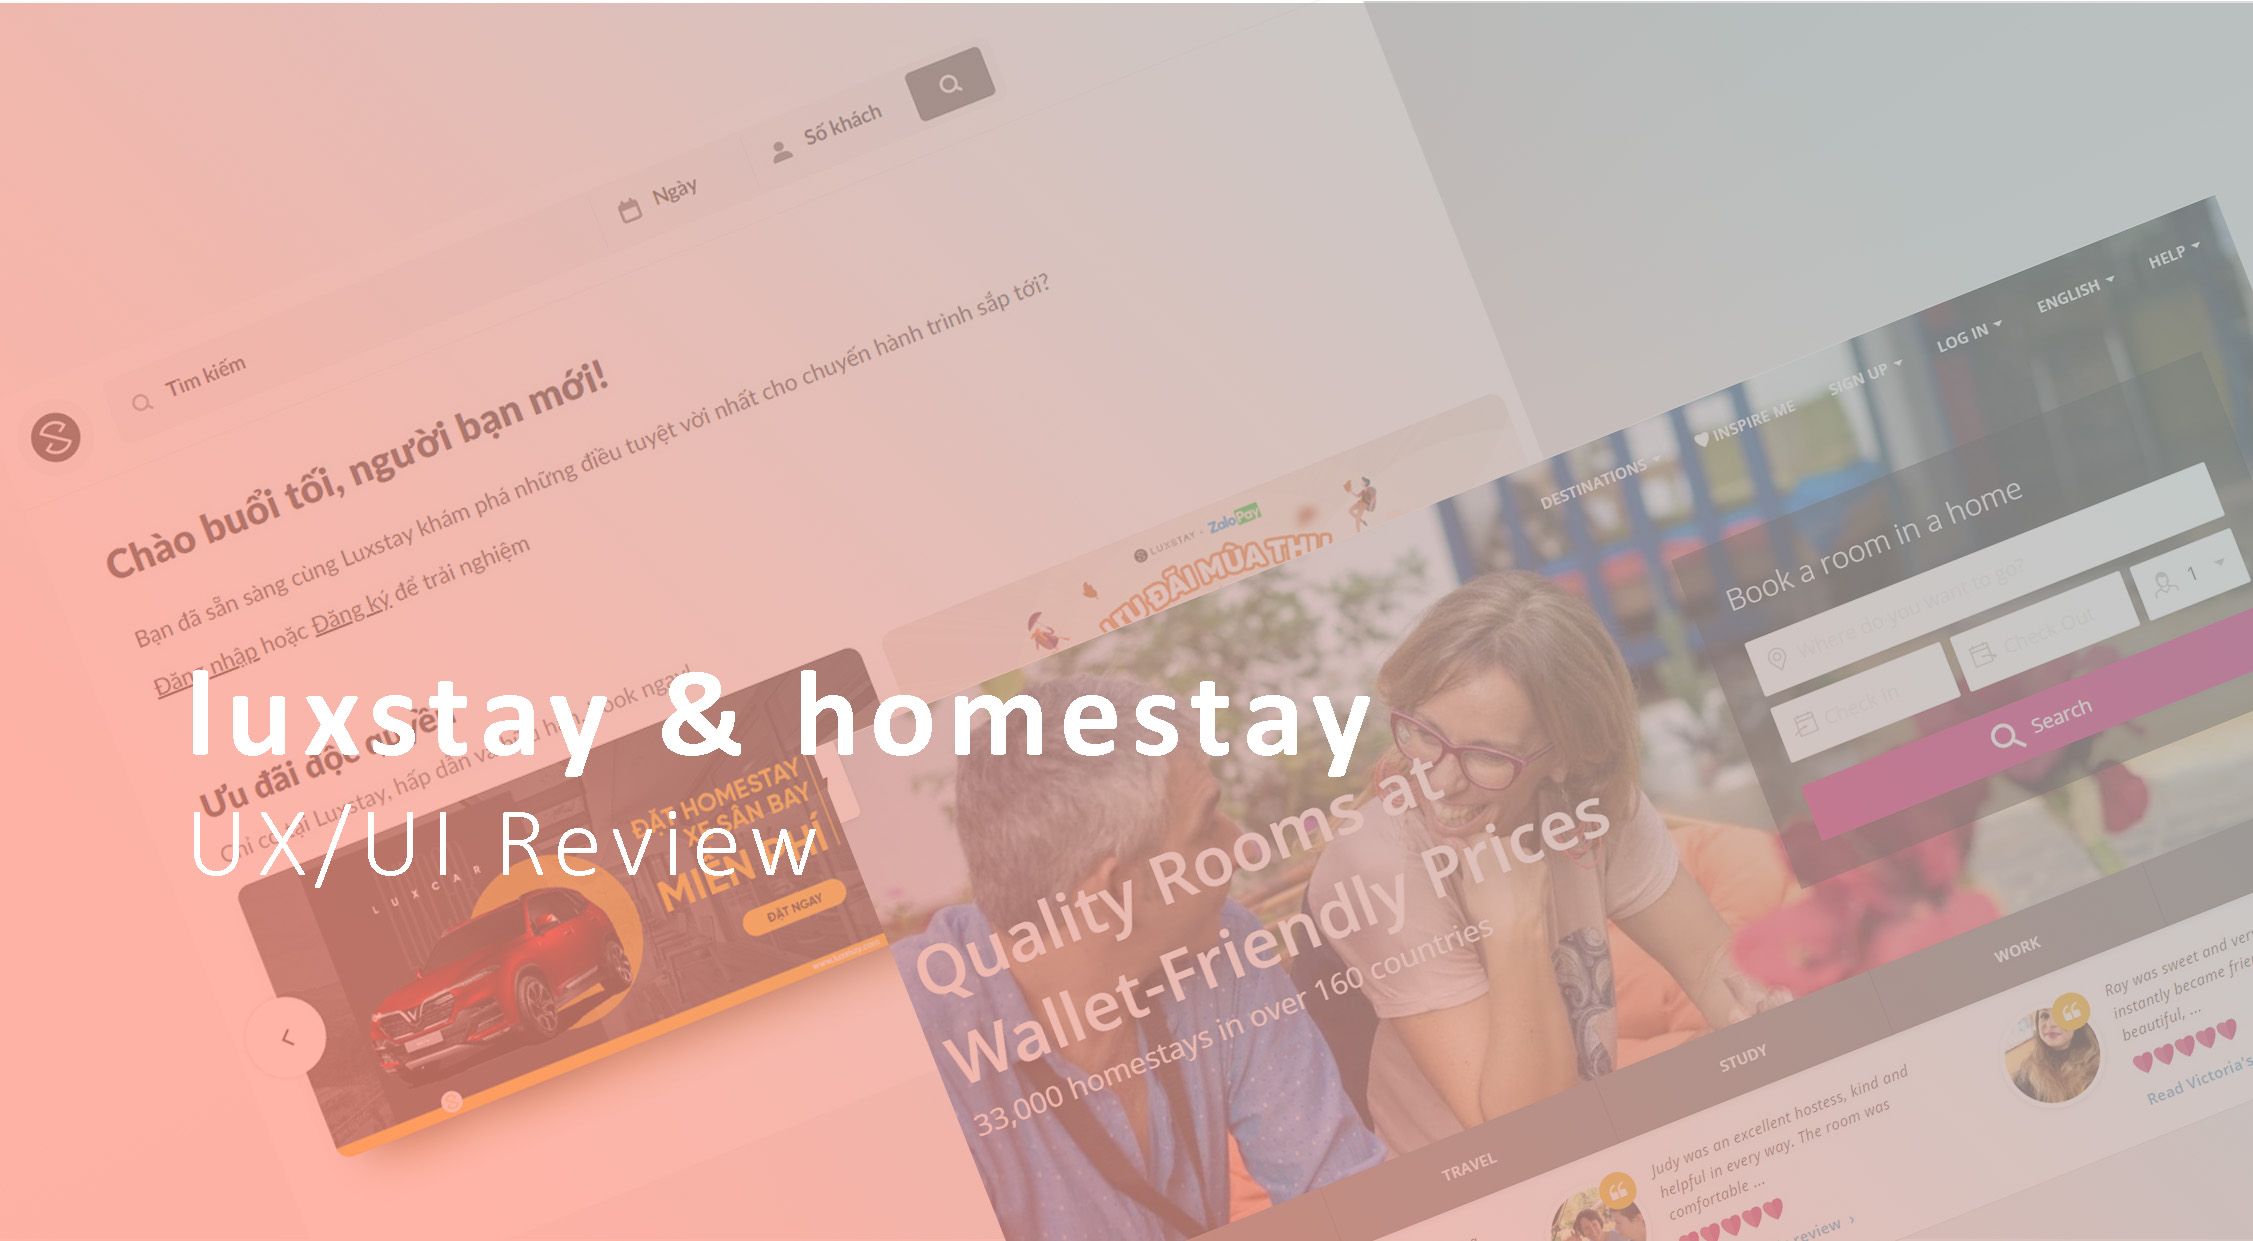 Tìm kiếm
Ngày
Số khách
Chào buổi tối, người bạn mới!
Bạn đã sẵn sàng cùng Luxstay khám phá những điều tuyệt vời nhất cho chuyến hành trình sắp tới?
Đăng nhập hoặc Đăng ký để trải nghiệm
Ưu đãi độc quyền
Chỉ có tại Luxstay, hấp dẫn và hữu hạn, book ngay!
luxstay & homestay
UX/UI Review
LUXCAR
ĐẶT HOMESTAY
XE SÂN BAY
MIỄN PHÍ
ĐẶT NGAY
www.luxstay.com
LUXSTAY × ZaloPay
ƯU ĐÃI MÙA THU
DESTINATIONS
INSPIRE ME
SIGN UP
LOG IN
ENGLISH
HELP
Book a room in a home
Where do you want to go?
Check In
Check Out
1
Search
Quality Rooms at
Wallet-Friendly Prices
33,000 homestays in over 160 countries
TRAVEL
STUDY
WORK
Judy was an excellent hostess, kind and
helpful in every way. The room was
comfortable ...
review ›
Ray was sweet and
instantly became
beautiful, ...
Read Victoria's